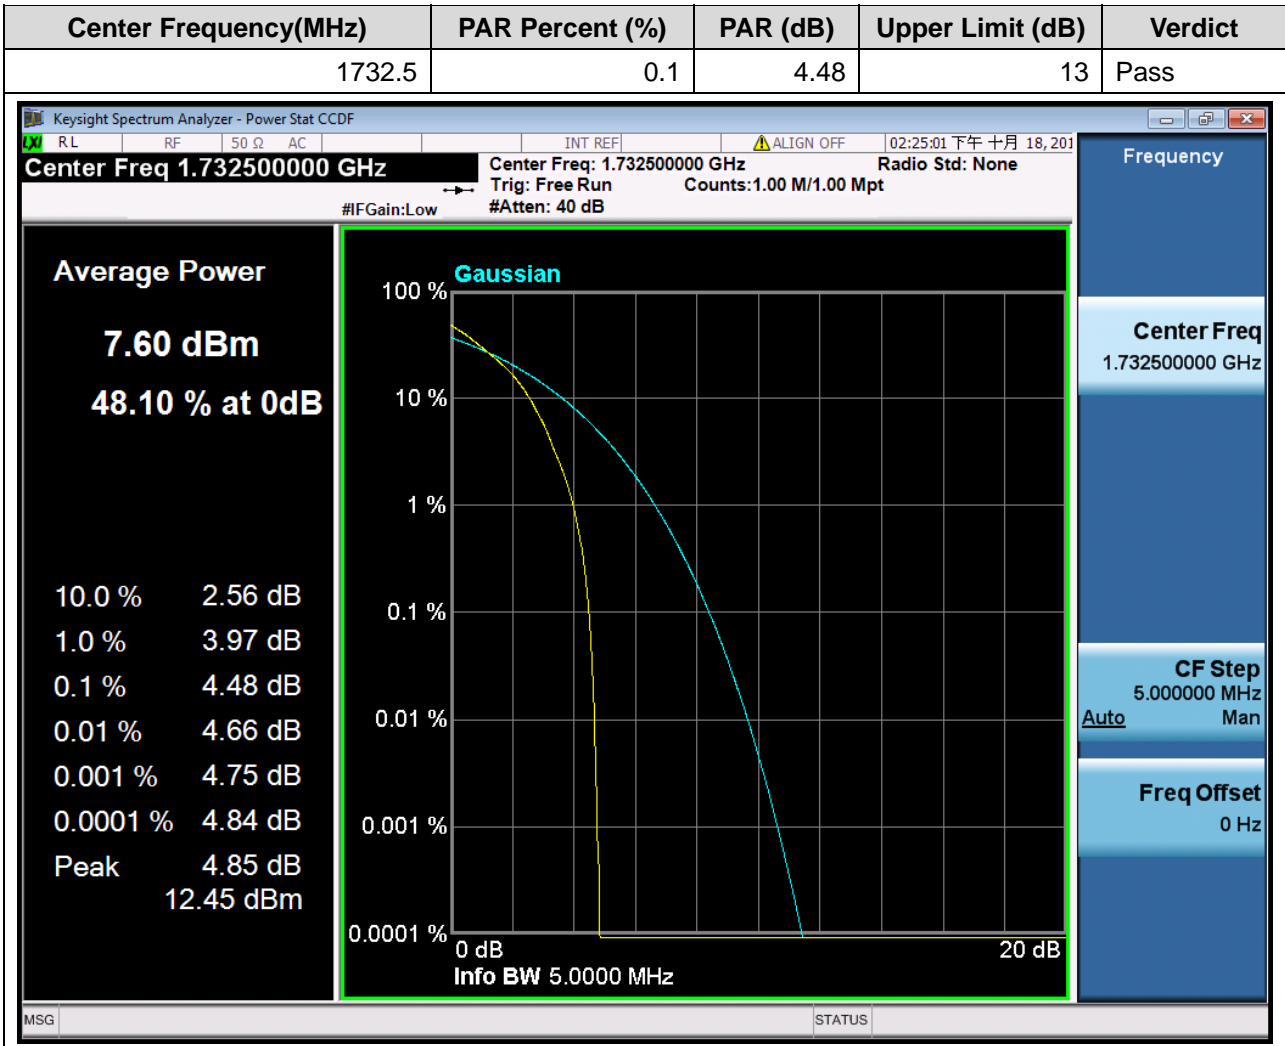 Center Frequency(MHz) PAR Percent (%) PAR (dB) Upper Limit (dB) Verdict
1732.5 0.1 4.48 13 Pass
Keysight Spectrum Analyzer - Power Stat CCDF
LXI RL RF 50 Ω AC INT REF ALIGN OFF 02:25:01 下午 十月 18, 201
Center Freq 1.732500000 GHz
Center Freq: 1.732500000 GHz Radio Std: None
Trig: Free Run Counts:1.00 M/1.00 Mpt
#IFGain:Low #Atten: 40 dB
Average Power
7.60 dBm
48.10 % at 0dB
10.0 % 2.56 dB
1.0 % 3.97 dB
0.1 % 4.48 dB
0.01 % 4.66 dB
0.001 % 4.75 dB
0.0001 % 4.84 dB
Peak 4.85 dB
12.45 dBm
Gaussian
100 %
10 %
1 %
0.1 %
0.01 %
0.001 %
0.0001 %
0 dB 20 dB
Info BW 5.0000 MHz
Frequency
Center Freq
1.732500000 GHz
CF Step
5.000000 MHz
Auto Man
Freq Offset
0 Hz
MSG STATUS